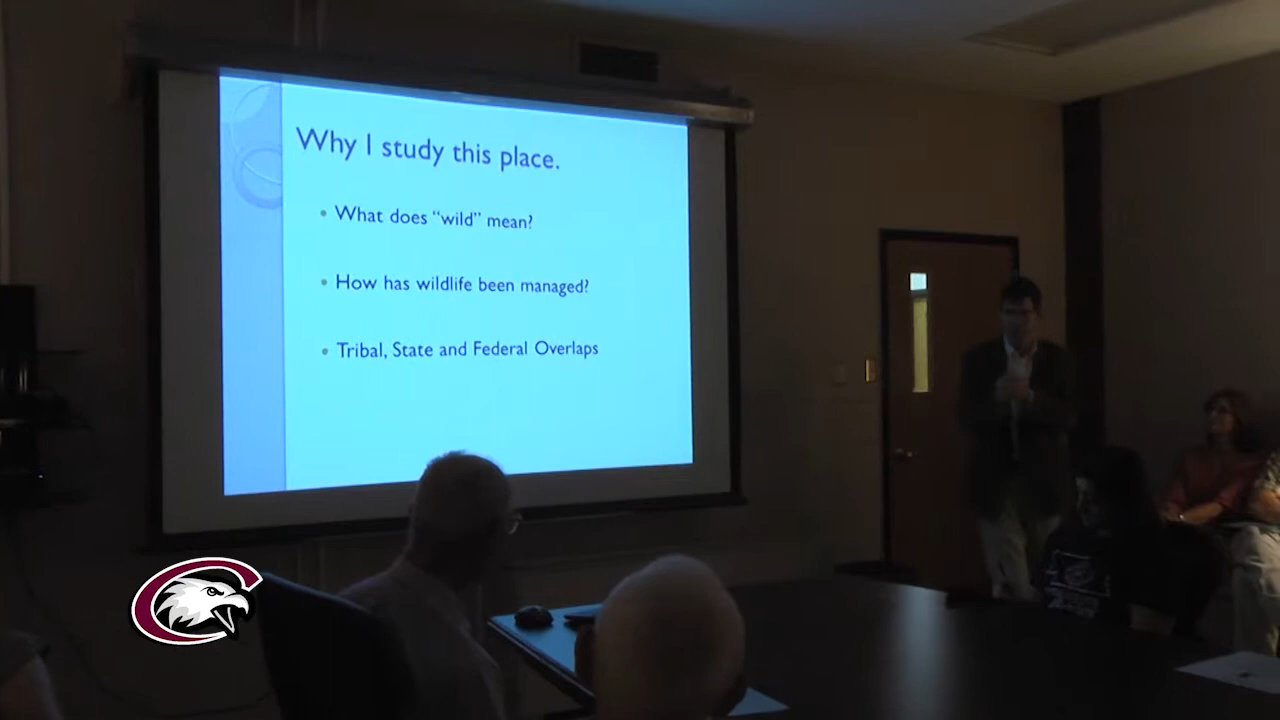 Why I study this place.
• What does “wild” mean?
• How has wildlife been managed?
• Tribal, State and Federal Overlaps